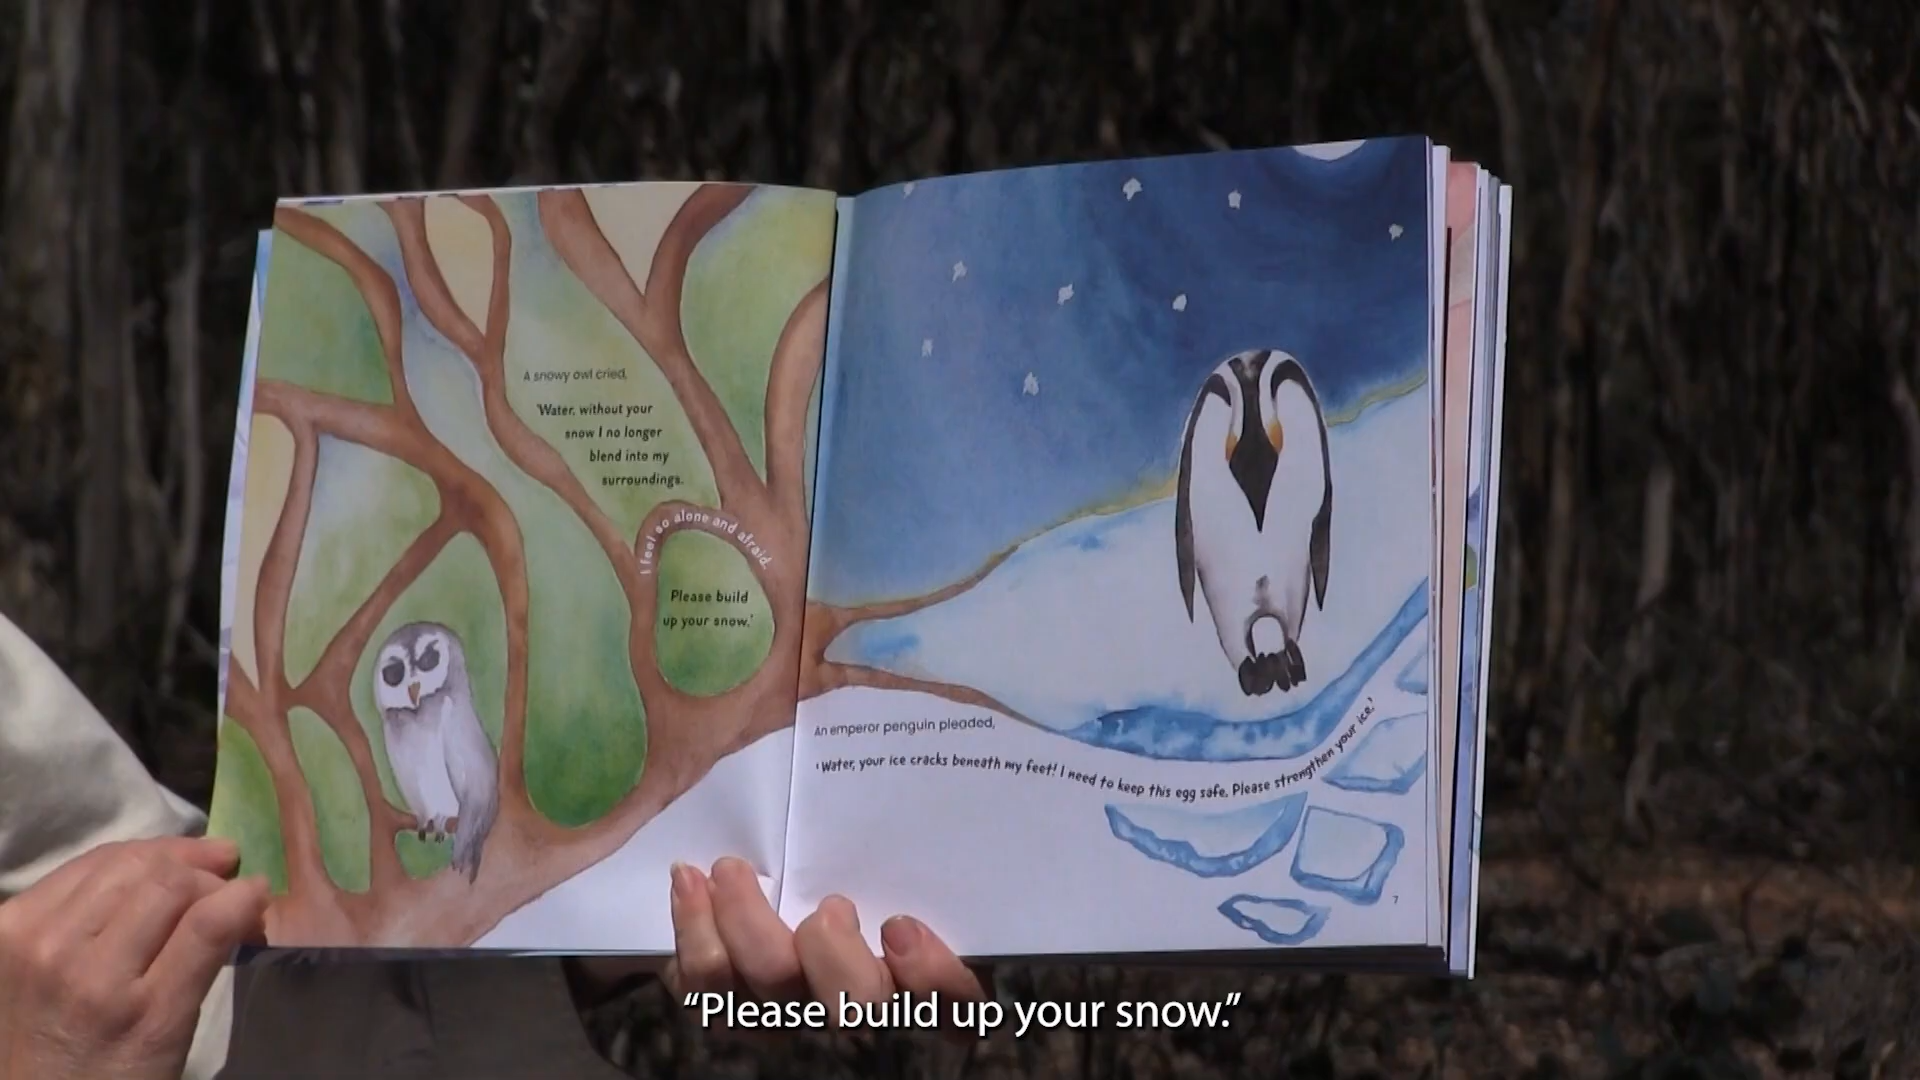 A snowy owl cried,
'Water, without your
snow I no longer
blend into my
surroundings.
I feel so alone and afraid.
Please build
up your snow.'
An emperor penguin pleaded,
'Water, your ice cracks beneath my feet! I need to keep this egg safe. Please strengthen your ice.'
7
“Please build up your snow.”